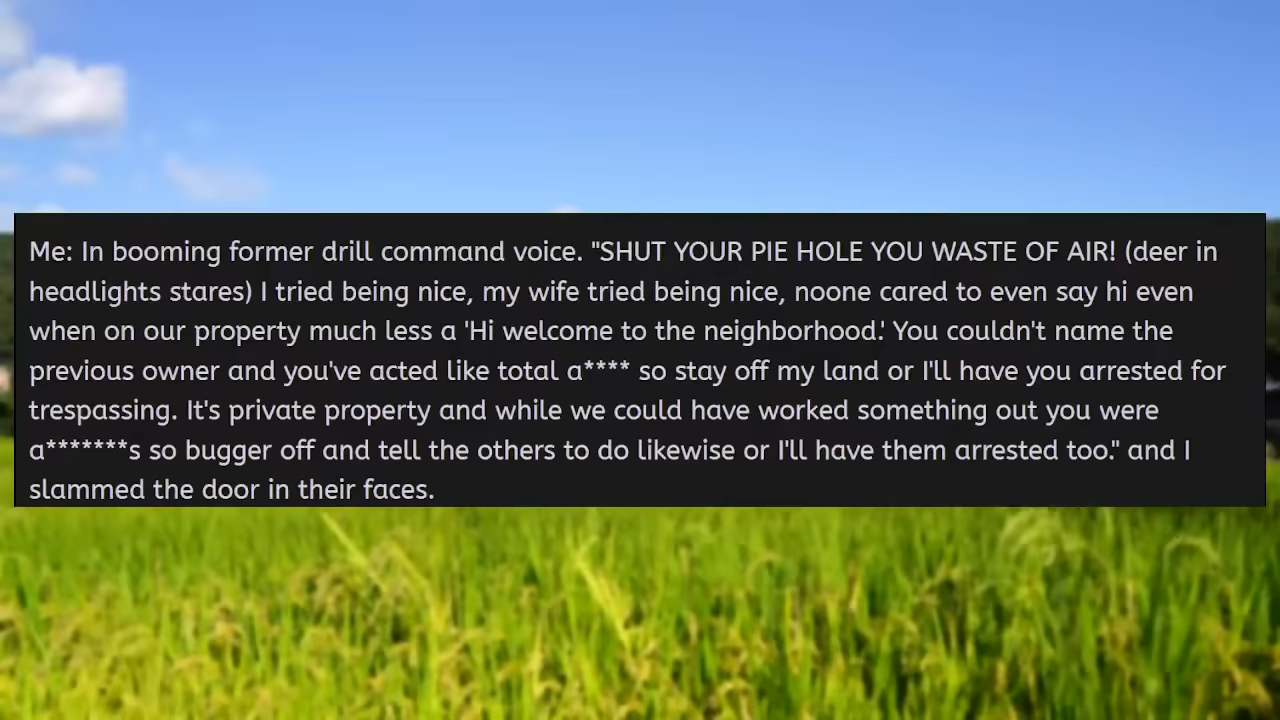 Me: In booming former drill command voice. "SHUT YOUR PIE HOLE YOU WASTE OF AIR! (deer in
headlights stares) I tried being nice, my wife tried being nice, noone cared to even say hi even
when on our property much less a 'Hi welcome to the neighborhood.' You couldn't name the
previous owner and you've acted like total a**** so stay off my land or I'll have you arrested for
trespassing. It's private property and while we could have worked something out you were
a*******s so bugger off and tell the others to do likewise or I'll have them arrested too." and I
slammed the door in their faces.